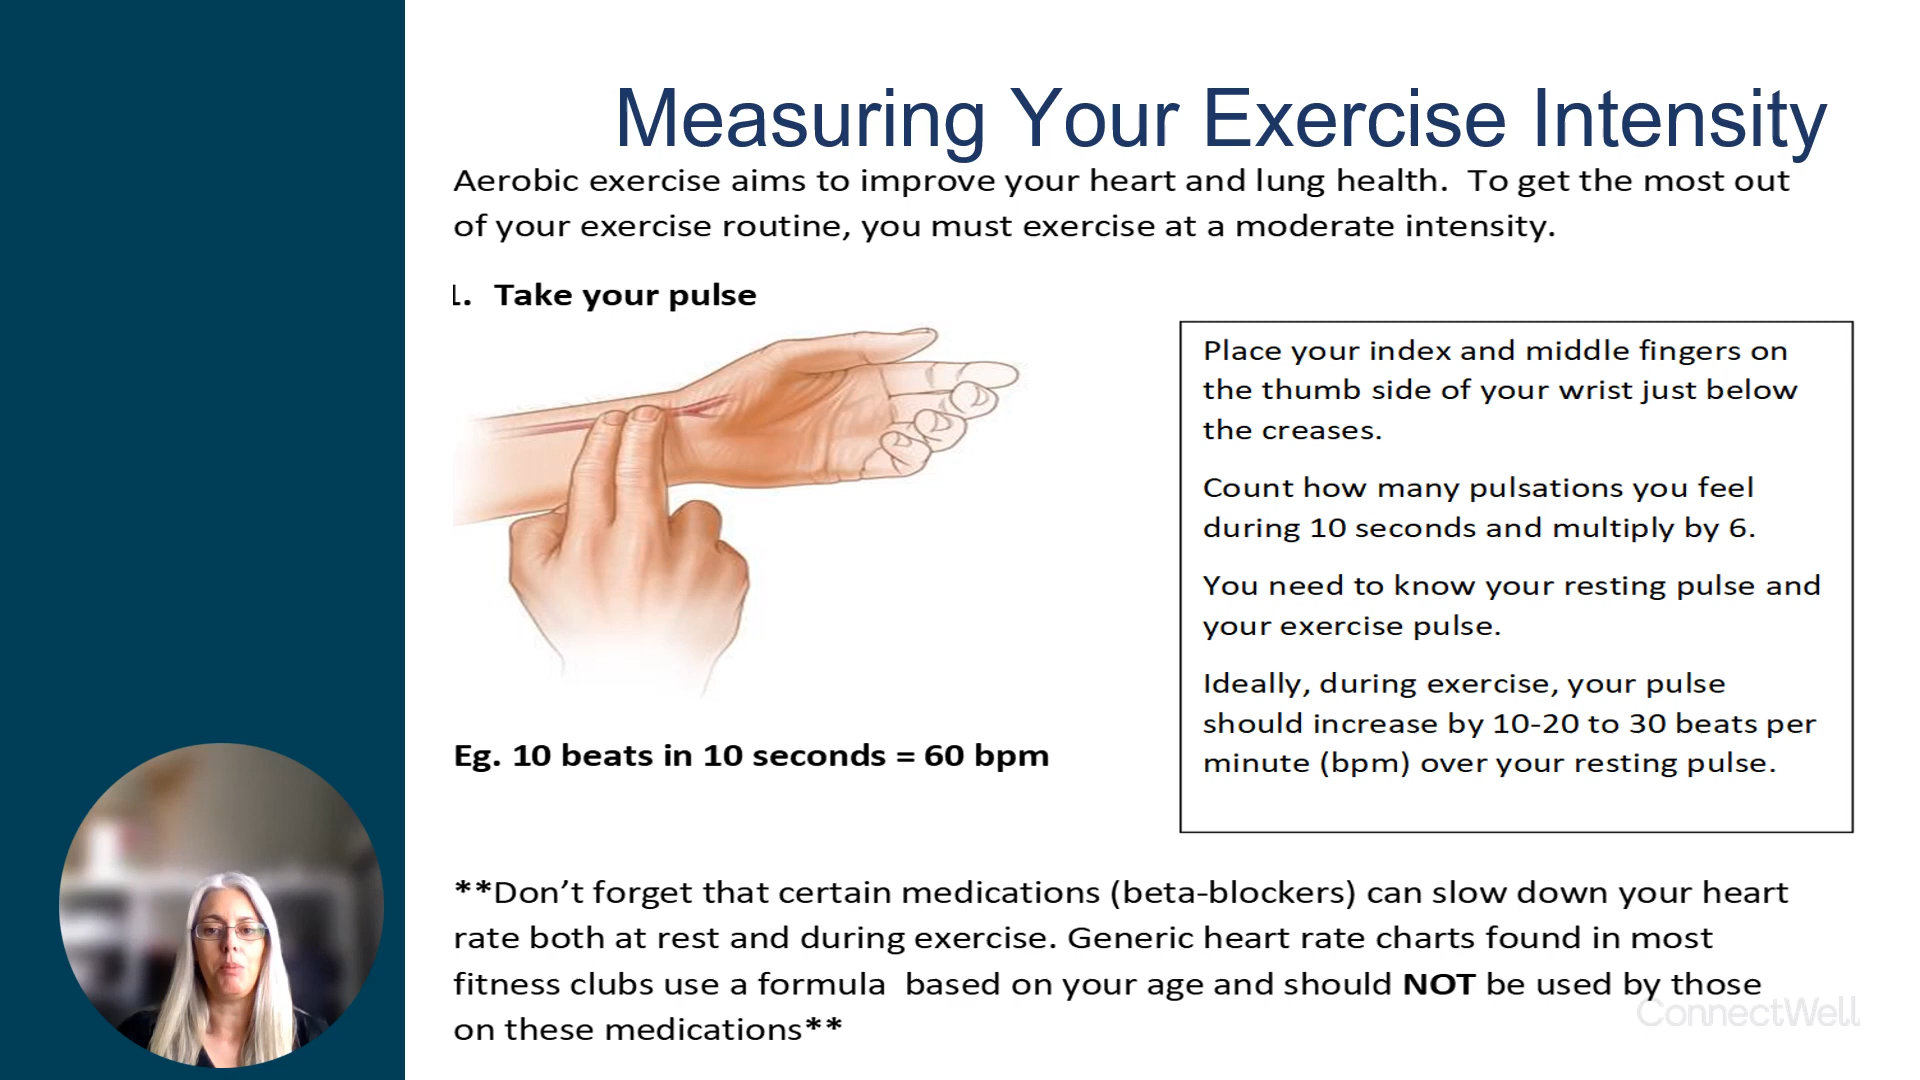 Measuring Your Exercise Intensity
Aerobic exercise aims to improve your heart and lung health.  To get the most out
of your exercise routine, you must exercise at a moderate intensity.
1. Take your pulse
Place your index and middle fingers on
the thumb side of your wrist just below
the creases.
Count how many pulsations you feel
during 10 seconds and multiply by 6.
You need to know your resting pulse and
your exercise pulse.
Ideally, during exercise, your pulse
should increase by 10-20 to 30 beats per
minute (bpm) over your resting pulse.
Eg. 10 beats in 10 seconds = 60 bpm
**Don’t forget that certain medications (beta-blockers) can slow down your heart
rate both at rest and during exercise. Generic heart rate charts found in most
fitness clubs use a formula  based on your age and should NOT be used by those
on these medications**
ConnectWell